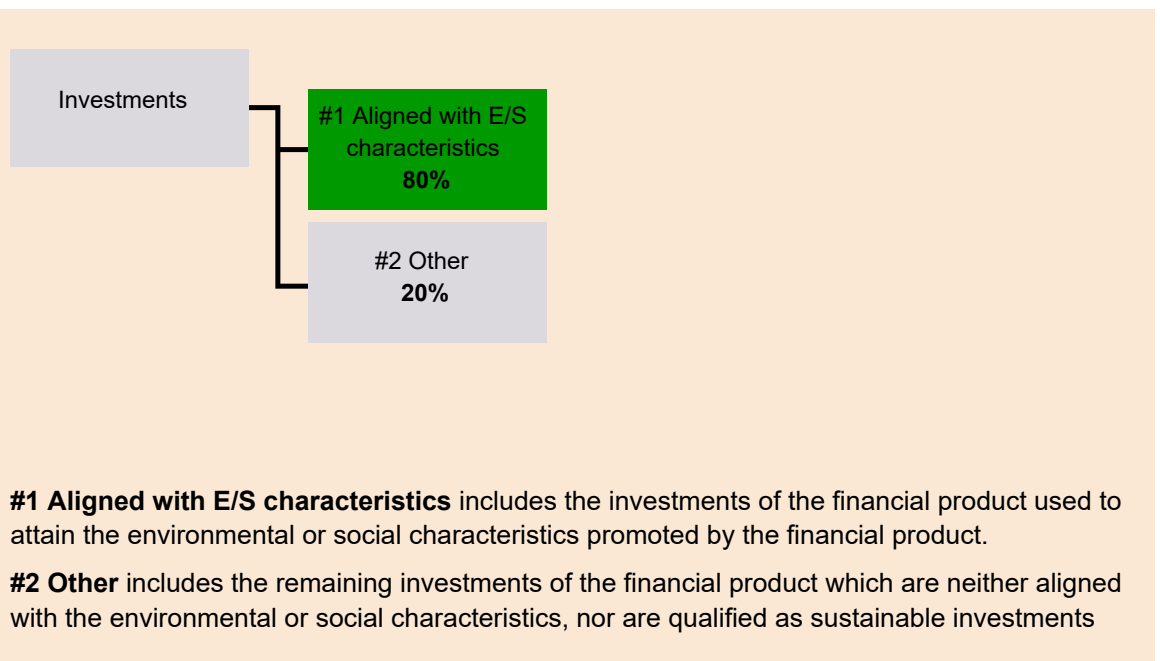 Investments
#1 Aligned with E/S
characteristics
80%
#2 Other
20%
#1 Aligned with E/S characteristics includes the investments of the financial product used to
attain the environmental or social characteristics promoted by the financial product.
#2 Other includes the remaining investments of the financial product which are neither aligned
with the environmental or social characteristics, nor are qualified as sustainable investments